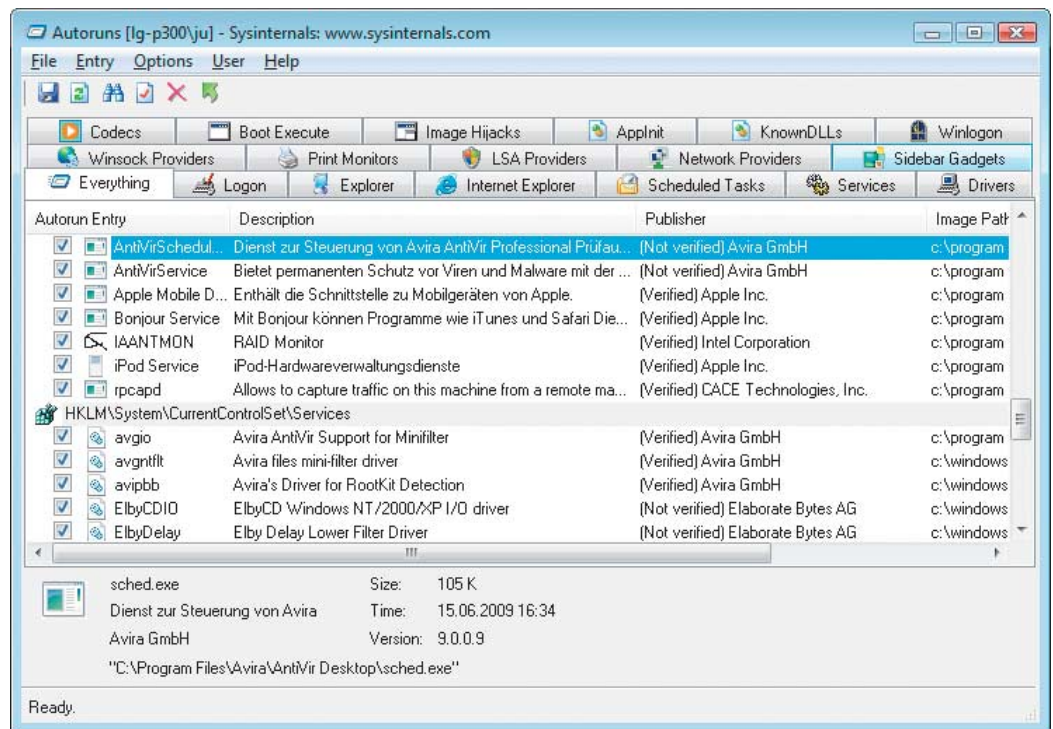 Autoruns [lg-p300\ju] - Sysinternals: www.sysinternals.com
File Entry Options User Help
Codecs Boot Execute Image Hijacks AppInit KnownDLLs Winlogon
Winsock Providers Print Monitors LSA Providers Network Providers Sidebar Gadgets
Everything Logon Explorer Internet Explorer Scheduled Tasks Services Drivers
Autorun Entry Description Publisher Image Path
AntiVirSchedul... Dienst zur Steuerung von Avira AntiVir Professional Prüfau... (Not verified) Avira GmbH c:\program
AntiVirService Bietet permanenten Schutz vor Viren und Malware mit der ... (Not verified) Avira GmbH c:\program
Apple Mobile D... Enthält die Schnittstelle zu Mobilgeräten von Apple. (Verified) Apple Inc. c:\program
Bonjour Service Mit Bonjour können Programme wie iTunes und Safari Die... (Verified) Apple Inc. c:\program
IAANTMON RAID Monitor (Verified) Intel Corporation c:\program
iPod Service iPod-Hardwareverwaltungsdienste (Verified) Apple Inc. c:\program
rpcapd Allows to capture traffic on this machine from a remote ma... (Verified) CACE Technologies, Inc. c:\program
HKLM\System\CurrentControlSet\Services
avgio Avira AntiVir Support for Minifilter (Verified) Avira GmbH c:\program
avgntflt Avira files mini-filter driver (Verified) Avira GmbH c:\windows
avipbb Avira's Driver for RootKit Detection (Verified) Avira GmbH c:\windows
ElbyCDIO ElbyCD Windows NT/2000/XP I/O driver (Not verified) Elaborate Bytes AG c:\windows
ElbyDelay Elby Delay Lower Filter Driver (Not verified) Elaborate Bytes AG c:\windows
sched.exe Size: 105 K
Dienst zur Steuerung von Avira Time: 15.06.2009 16:34
Avira GmbH Version: 9.0.0.9
"C:\Program Files\Avira\AntiVir Desktop\sched.exe"
Ready.